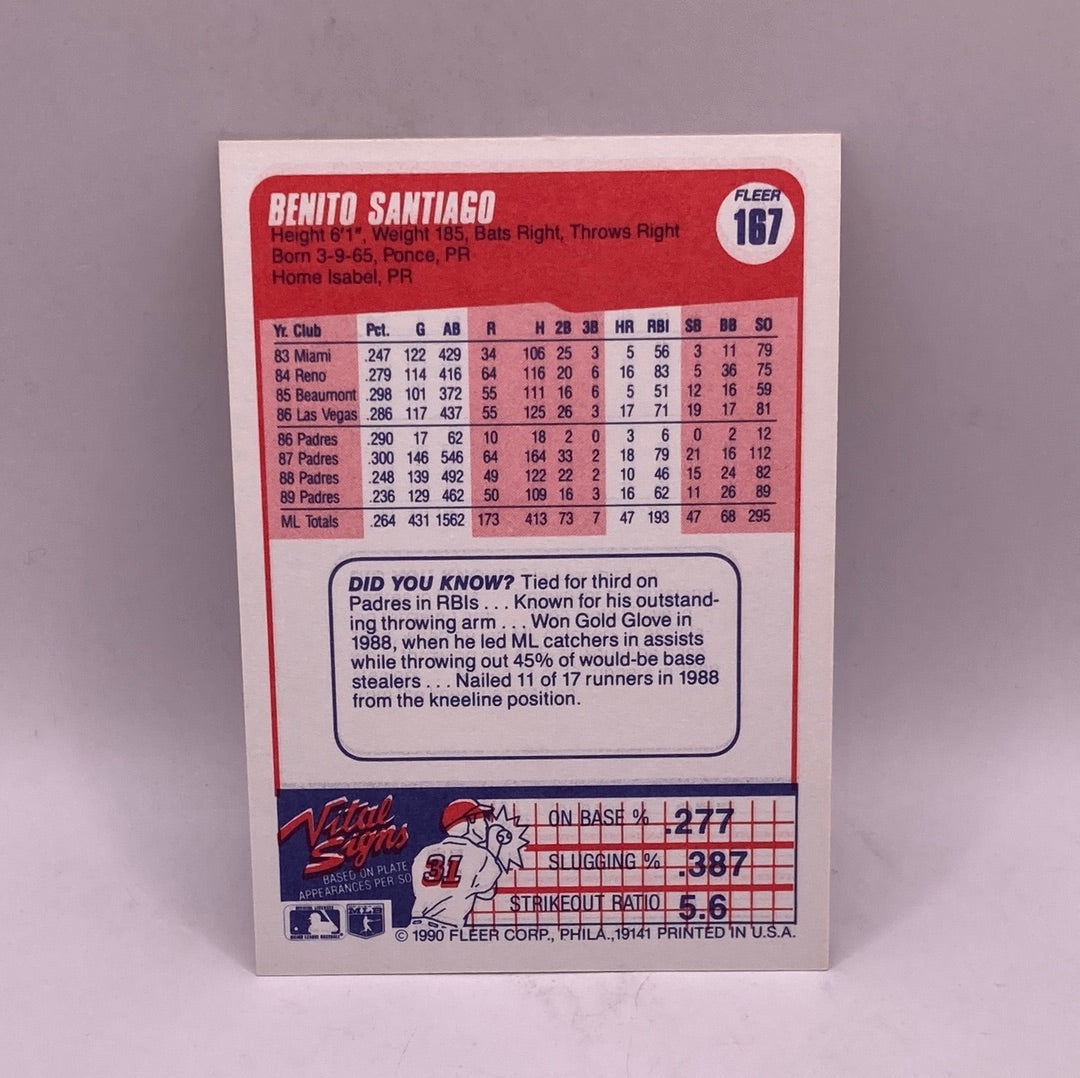 BENITO SANTIAGO
FLEER
167
Height 6'1", Weight 185, Bats Right, Throws Right
Born 3-9-65, Ponce, PR
Home Isabel, PR
Yr. Club Pct. G AB R H 2B 3B HR RBI SB BB SO
83 Miami .247 122 429 34 106 25 3 5 56 3 11 79
84 Reno .279 114 416 64 116 20 6 16 83 5 36 75
85 Beaumont .298 101 372 55 111 16 6 5 51 12 16 59
86 Las Vegas .286 117 437 55 125 26 3 17 71 19 17 81
86 Padres .290 17 62 10 18 2 0 3 6 0 2 12
87 Padres .300 146 546 64 164 33 2 18 79 21 16 112
88 Padres .248 139 492 49 122 22 2 10 46 15 24 82
89 Padres .236 129 462 50 109 16 3 16 62 11 26 89
ML Totals .264 431 1562 173 413 73 7 47 193 47 68 295
DID YOU KNOW? Tied for third on
Padres in RBIs . . . Known for his outstand-
ing throwing arm . . . Won Gold Glove in
1988, when he led ML catchers in assists
while throwing out 45% of would-be base
stealers . . . Nailed 11 of 17 runners in 1988
from the kneeline position.
Vital
Signs
BASED ON PLATE
APPEARANCES PER SO
31
ON BASE % .277
SLUGGING % .387
STRIKEOUT RATIO 5.6
MLS
© 1990 FLEER CORP., PHILA., 19141 PRINTED IN U.S.A.